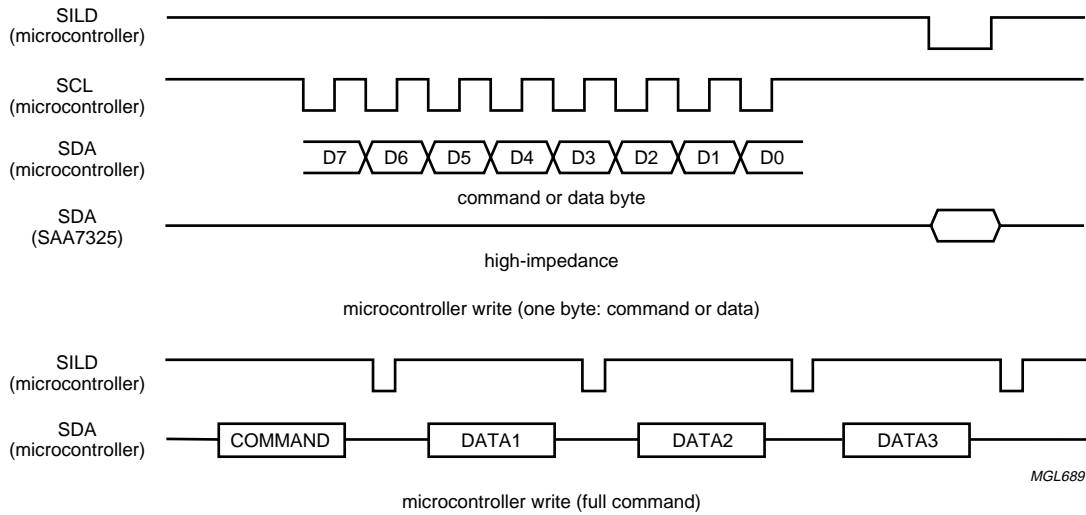 SILD
(microcontroller)
SCL
(microcontroller)
SDA
(microcontroller)
D7 D6 D5 D4 D3 D2 D1 D0
command or data byte
SDA
(SAA7325)
high-impedance
microcontroller write (one byte: command or data)
SILD
(microcontroller)
SDA
(microcontroller)
COMMAND DATA1 DATA2 DATA3
MGL689
microcontroller write (full command)